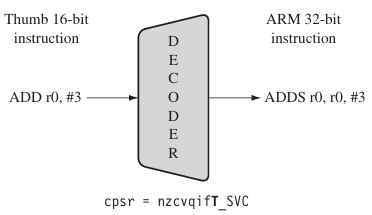 Thumb 16-bit
instruction
ARM 32-bit
instruction
D
E
C
O
D
E
R
ADD r0, #3
ADDS r0, r0, #3
cpsr = nzcvqifT_SVC